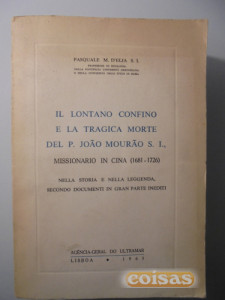 PASQUALE M. D'ELIA S. I.
IL LONTANO CONFINO
E LA TRAGICA MORTE
DEL P. JOÃO MOURÃO S. I.,
MISSIONARIO IN CINA (1681-1726)
NELLA STORIA E NELLA LEGGENDA,
SECONDO DOCUMENTI IN GRAN PARTE INEDITI
AGÊNCIA-GERAL DO ULTRAMAR
LISBOA • 1963
coisas